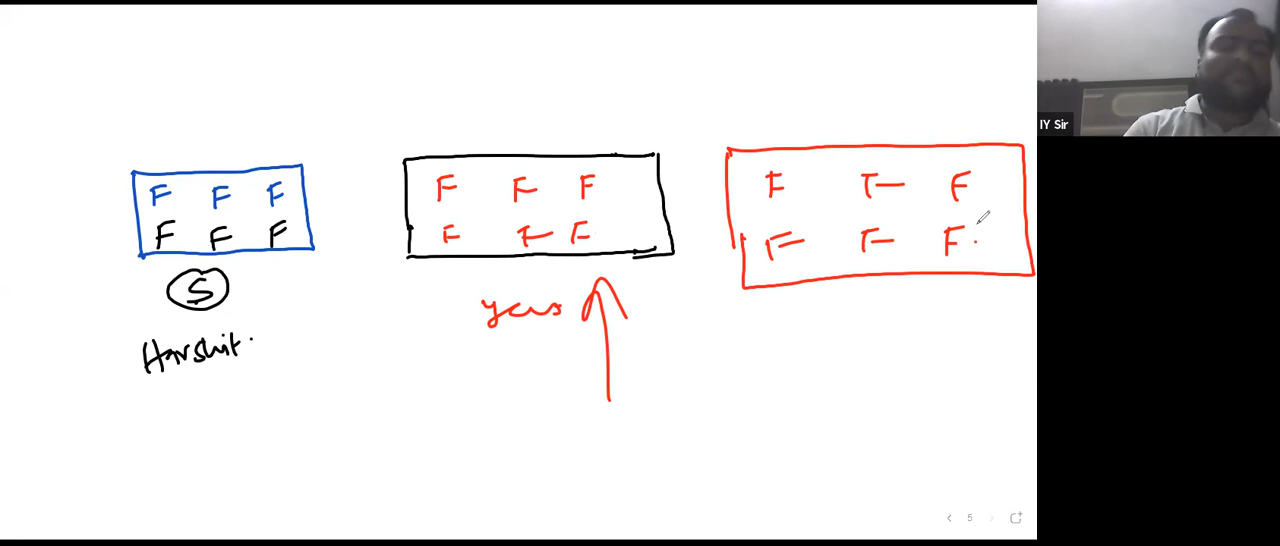 F F F
F F F
S
Harshit.
F F F
F F F
yes
F F F
F F F.
IY Sir
5